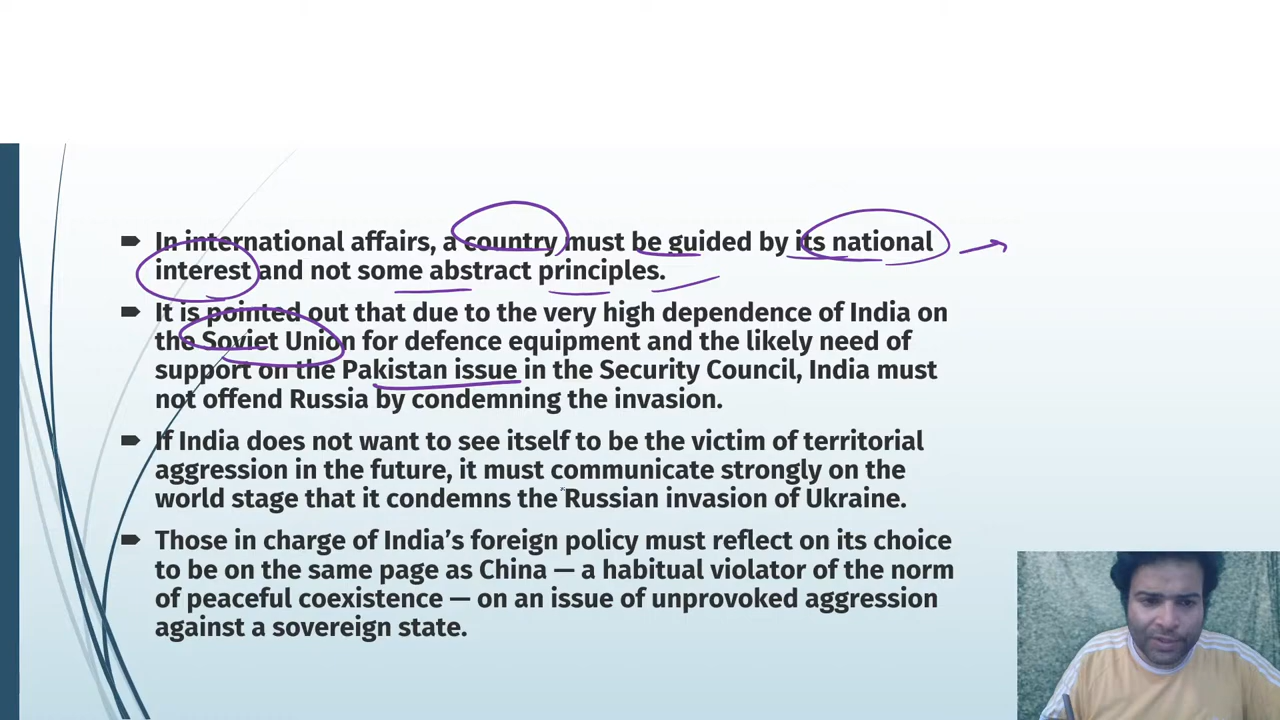 In international affairs, a country must be guided by its national
interest and not some abstract principles.
It is pointed out that due to the very high dependence of India on
the Soviet Union for defence equipment and the likely need of
support on the Pakistan issue in the Security Council, India must
not offend Russia by condemning the invasion.
If India does not want to see itself to be the victim of territorial
aggression in the future, it must communicate strongly on the
world stage that it condemns the Russian invasion of Ukraine.
Those in charge of India’s foreign policy must reflect on its choice
to be on the same page as China — a habitual violator of the norm
of peaceful coexistence — on an issue of unprovoked aggression
against a sovereign state.